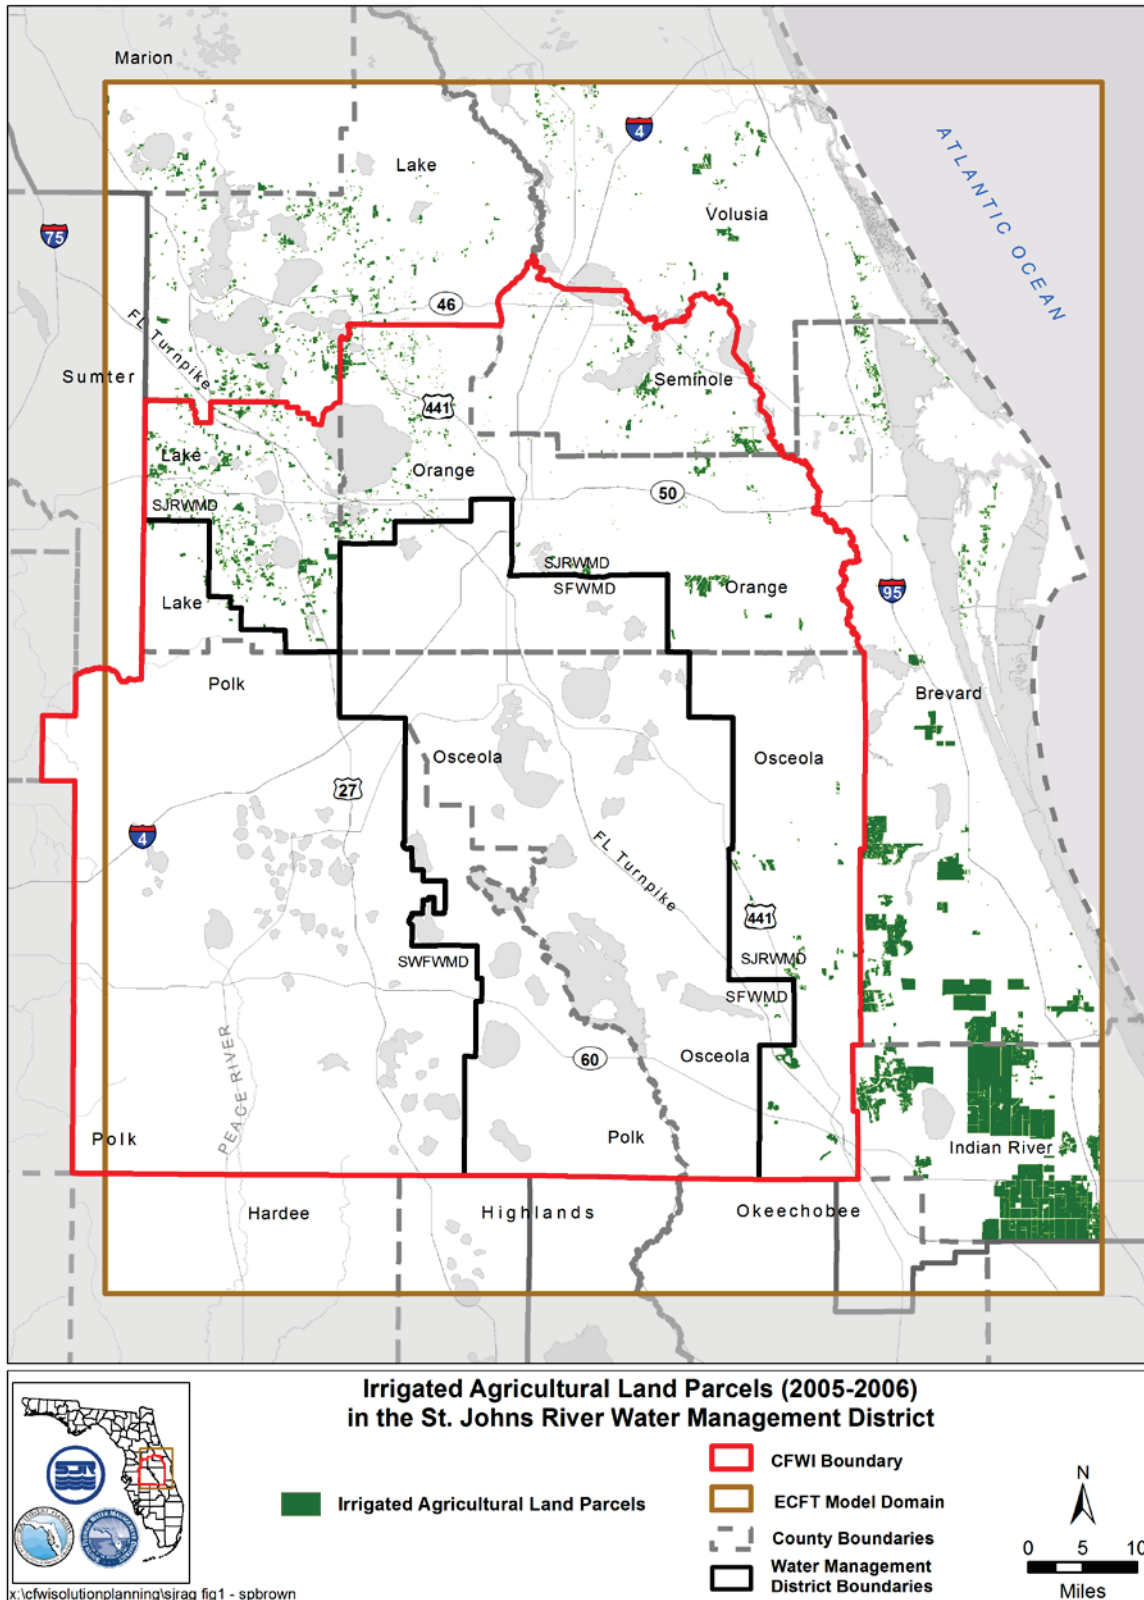 Marion
4
Lake
ATLANTIC OCEAN
Volusia
75
46
FL Turnpike
Sumter
Seminole
441
Lake
Orange
50
SJRWMD
SJRWMD
SFWMD
Orange
95
Lake
Polk
Brevard
Osceola
Osceola
27
4
FL Turnpike
441
SWFWMD
SJRWMD
SFWMD
PEACE RIVER
60
Osceola
Polk
Polk
Indian River
Hardee
Highlands
Okeechobee
Irrigated Agricultural Land Parcels (2005-2006)
in the St. Johns River Water Management District
SJR
Irrigated Agricultural Land Parcels
CFWI Boundary
ECFT Model Domain
County Boundaries
Water Management
District Boundaries
N
0 5 10
Miles
x:\cfwisolutionplanning\sjrag fig1 - spbrown